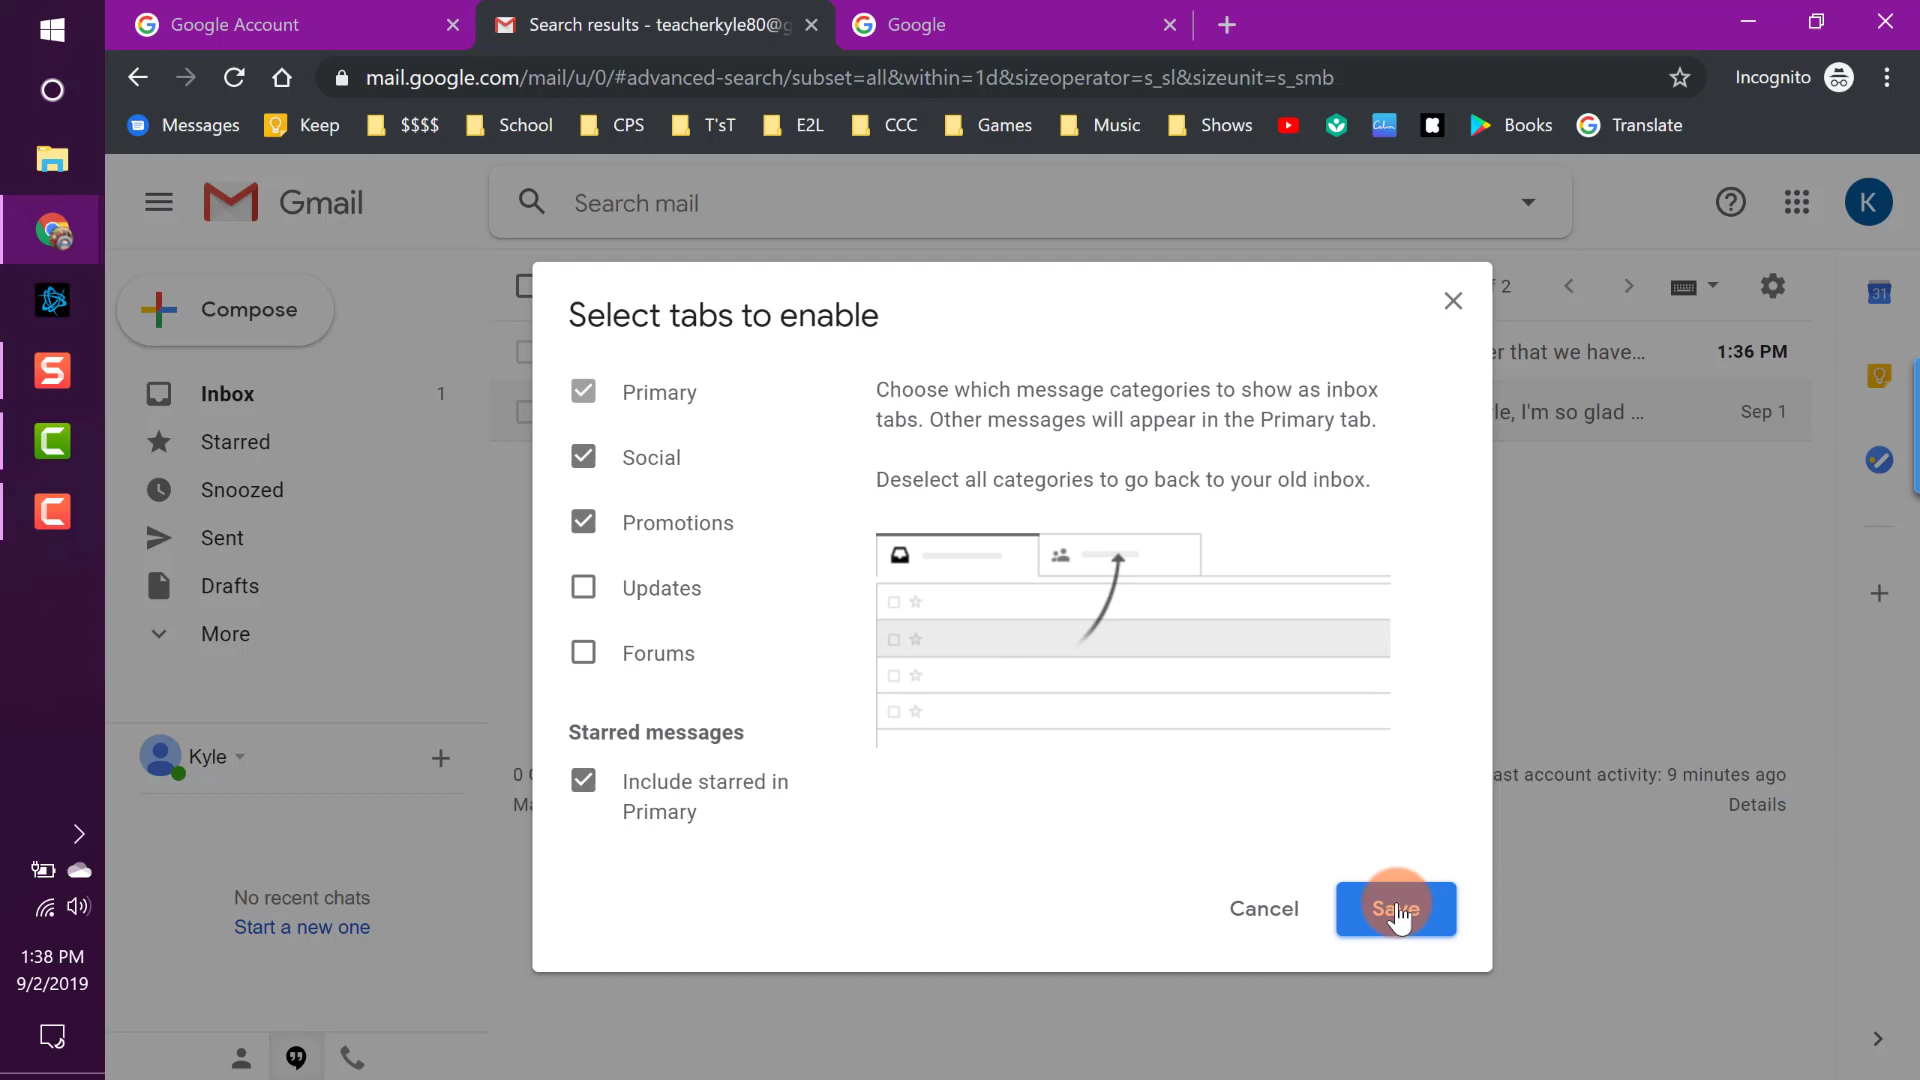 Google Account
Search results - teacherkyle80@g
Google
mail.google.com/mail/u/0/#advanced-search/subset=all&within=1d&sizeoperator=s_sl&sizeunit=s_smb
Incognito
Messages
Keep
$$$$
School
CPS
T'sT
E2L
CCC
Games
Music
Shows
Books
Translate
Gmail
Search mail
K
Compose
Inbox 1
Starred
Snoozed
Sent
Drafts
More
Kyle
No recent chats
Start a new one
Select tabs to enable
Primary
Social
Promotions
Updates
Forums
Starred messages
Include starred in
Primary
Choose which message categories to show as inbox
tabs. Other messages will appear in the Primary tab.
Deselect all categories to go back to your old inbox.
Cancel
Save
2
er that we have... 1:36 PM
le, I'm so glad ... Sep 1
ast account activity: 9 minutes ago
Details
31
1:38 PM
9/2/2019